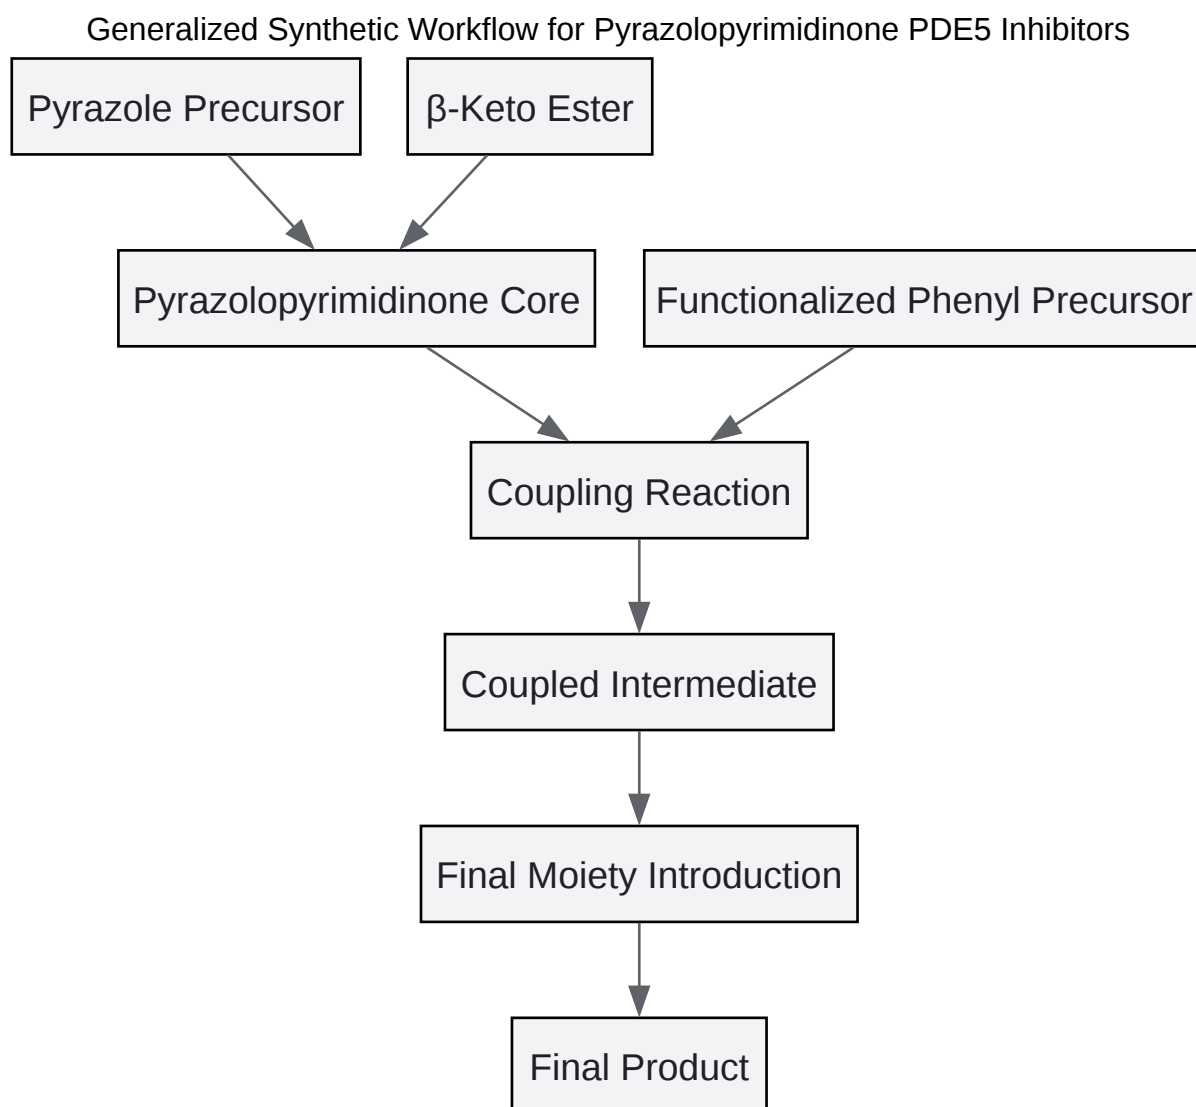 Generalized Synthetic Workflow for Pyrazolopyrimidinone PDE5 Inhibitors
Pyrazole Precursor
β-Keto Ester
Pyrazolopyrimidinone Core
Functionalized Phenyl Precursor
Coupling Reaction
Coupled Intermediate
Final Moiety Introduction
Final Product